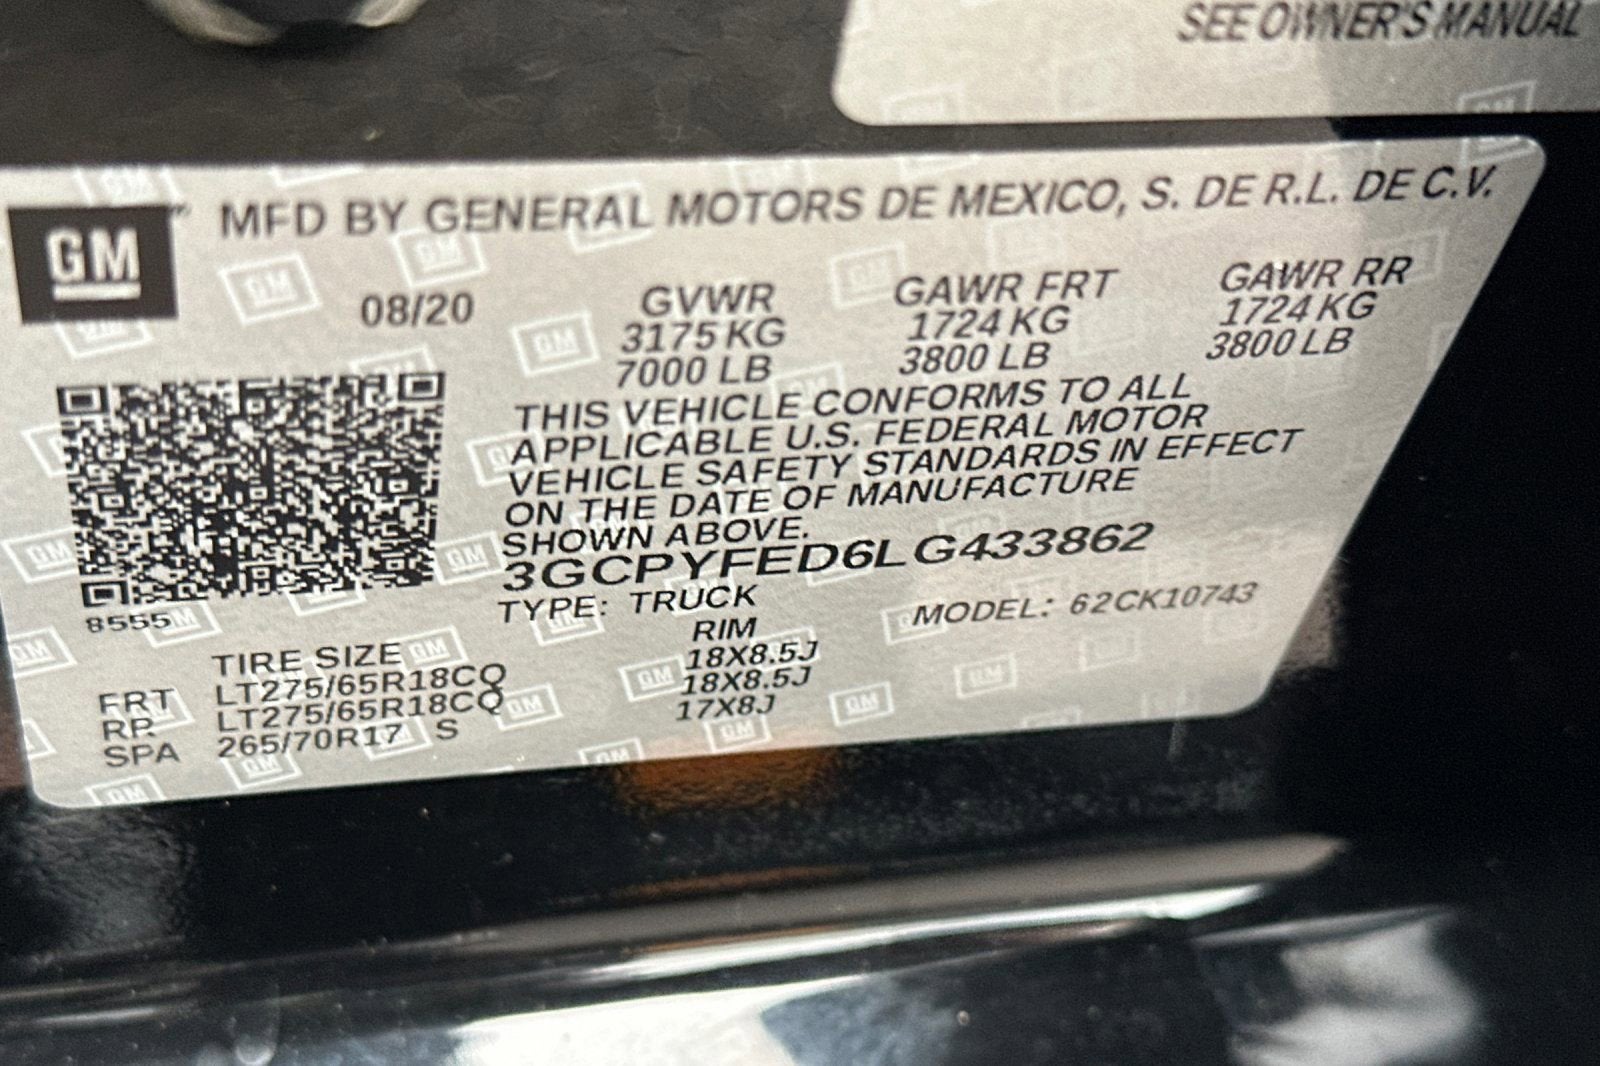 SEE OWNER'S MANUAL
GM MFD BY GENERAL MOTORS DE MEXICO, S. DE R.L. DE C.V.
08/20 GVWR GAWR FRT GAWR RR
3175 KG 1724 KG 1724 KG
7000 LB 3800 LB 3800 LB
THIS VEHICLE CONFORMS TO ALL
APPLICABLE U.S. FEDERAL MOTOR
VEHICLE SAFETY STANDARDS IN EFFECT
ON THE DATE OF MANUFACTURE
SHOWN ABOVE.
3GCPYFED6LG433862
8555 TYPE: TRUCK MODEL: 62CK10743
TIRE SIZE RIM
FRT LT275/65R18CQ 18X8.5J
RR LT275/65R18CQ 18X8.5J
SPA 265/70R17 S 17X8J